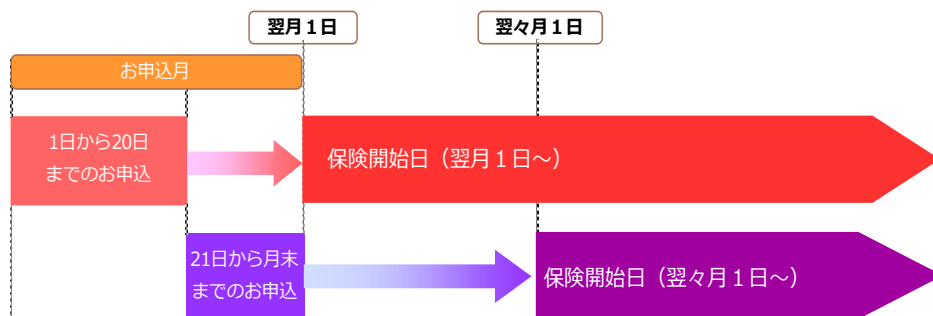 翌月１日
翌々月１日
お申込月
1日から20日
までのお申込
保険開始日（翌月１日～）
21日から月末
までのお申込
保険開始日（翌々月１日～）